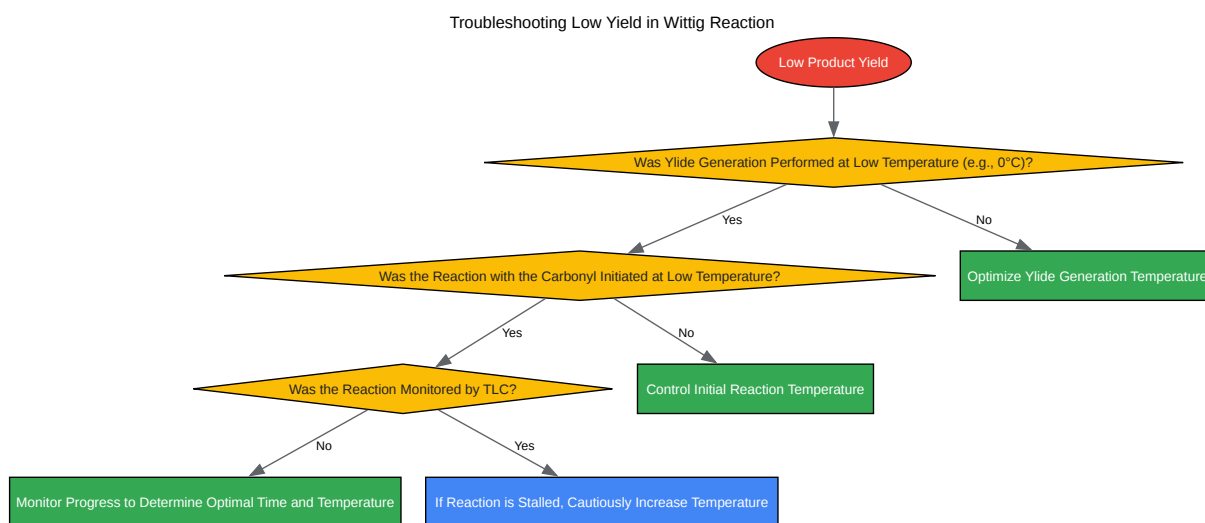 Troubleshooting Low Yield in Wittig Reaction
Low Product Yield
Was Ylide Generation Performed at Low Temperature (e.g., 0°C)?
Yes
No
Was the Reaction with the Carbonyl Initiated at Low Temperature?
Optimize Ylide Generation Temperature
Yes
No
Was the Reaction Monitored by TLC?
Control Initial Reaction Temperature
No
Yes
Monitor Progress to Determine Optimal Time and Temperature
If Reaction is Stalled, Cautiously Increase Temperature